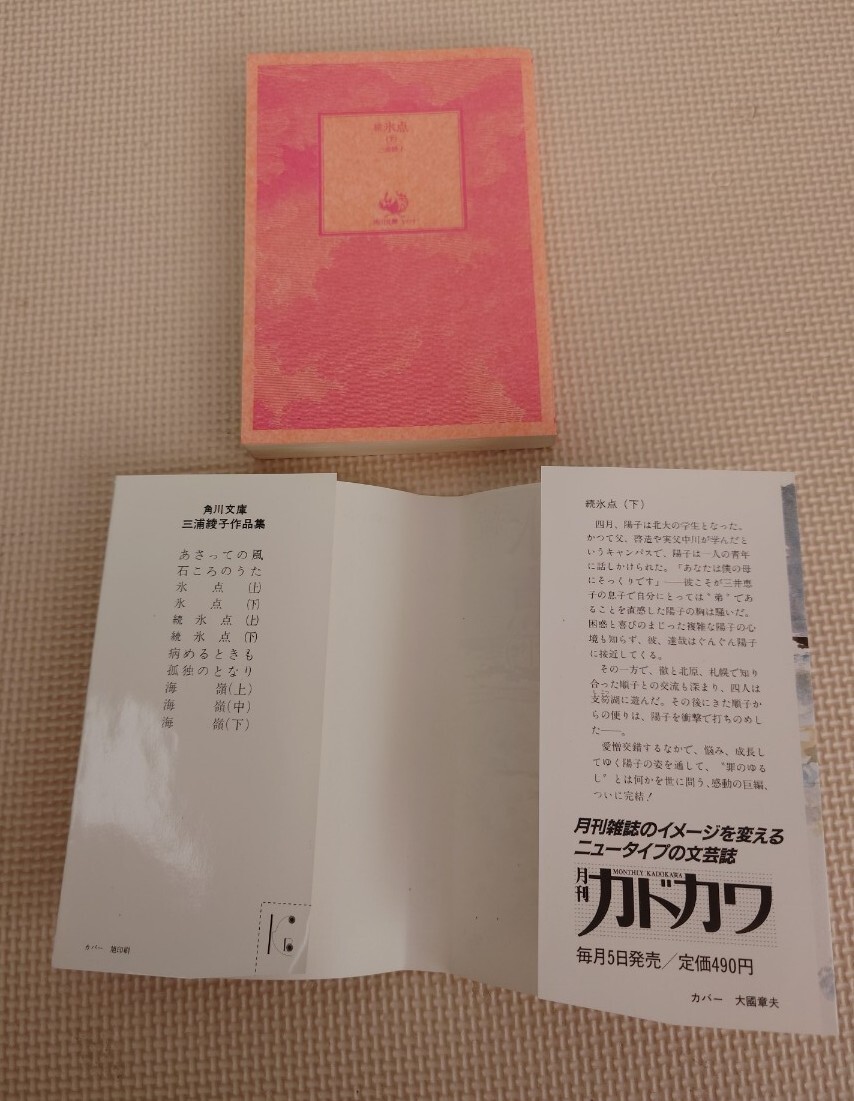 続氷点
(下)
角川文庫
三浦綾子作品集
あさっての風
石ころのうた
氷点(上)
氷点(下)
続氷点(上)
続氷点(下)
病めるときも
孤独のとなり
海嶺(上)
海嶺(中)
海嶺(下)
カバー 旭印刷
続氷点(下)
四月、陽子は北大の学生となった。
かつて父、啓造や実父中川が学んだと
いうキャンパスで、陽子は一人の青年
に話しかけられた。「あなたは僕の母
にそっくりです」――彼こそが三井恵
子の息子で自分にとっては〝弟〟であ
ることを直感した陽子の胸は騒いだ。
困惑と喜びのまじった複雑な陽子の心
境も知らず、彼、達哉はぐんぐん陽子
に接近してくる。
その一方で、徹と北原、札幌で知り
合った順子との交流も深まり、四人は
支笏湖に遊んだ。その後にきた順子か
らの便りは、陽子を衝撃で打ちのめし
た――。
愛憎交錯するなかで、悩み、成長し
てゆく陽子の姿を通して、〝罪のゆる
し〟とは何かを世に問う、感動の巨編、
ついに完結!
月刊雑誌のイメージを変える
ニュータイプの文芸誌
MONTHLY KADOKAWA
月刊カドカワ
毎月5日発売/定価490円
カバー 大國章夫